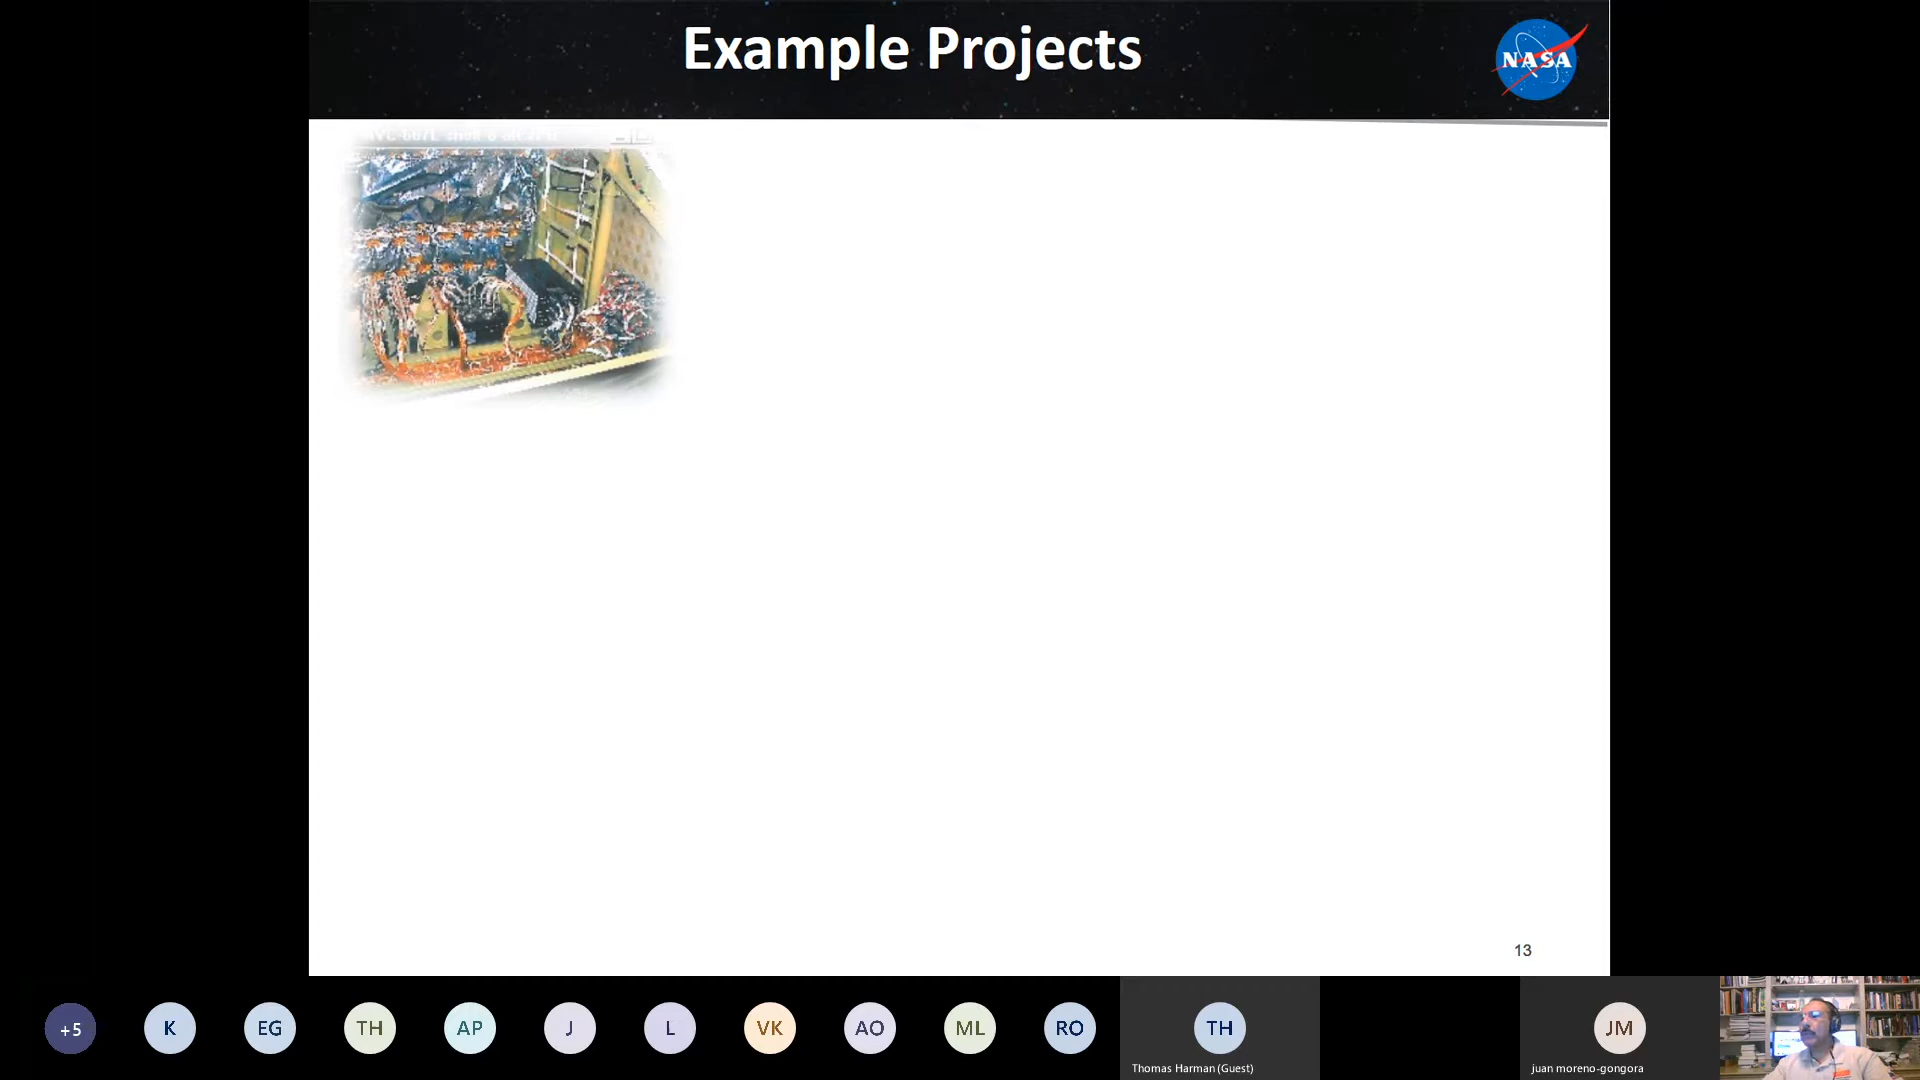 Example Projects
NASA
13
+5
K
EG
TH
AP
J
L
VK
AO
ML
RO
TH
JM
Thomas Harman (Guest)
juan moreno-gongora